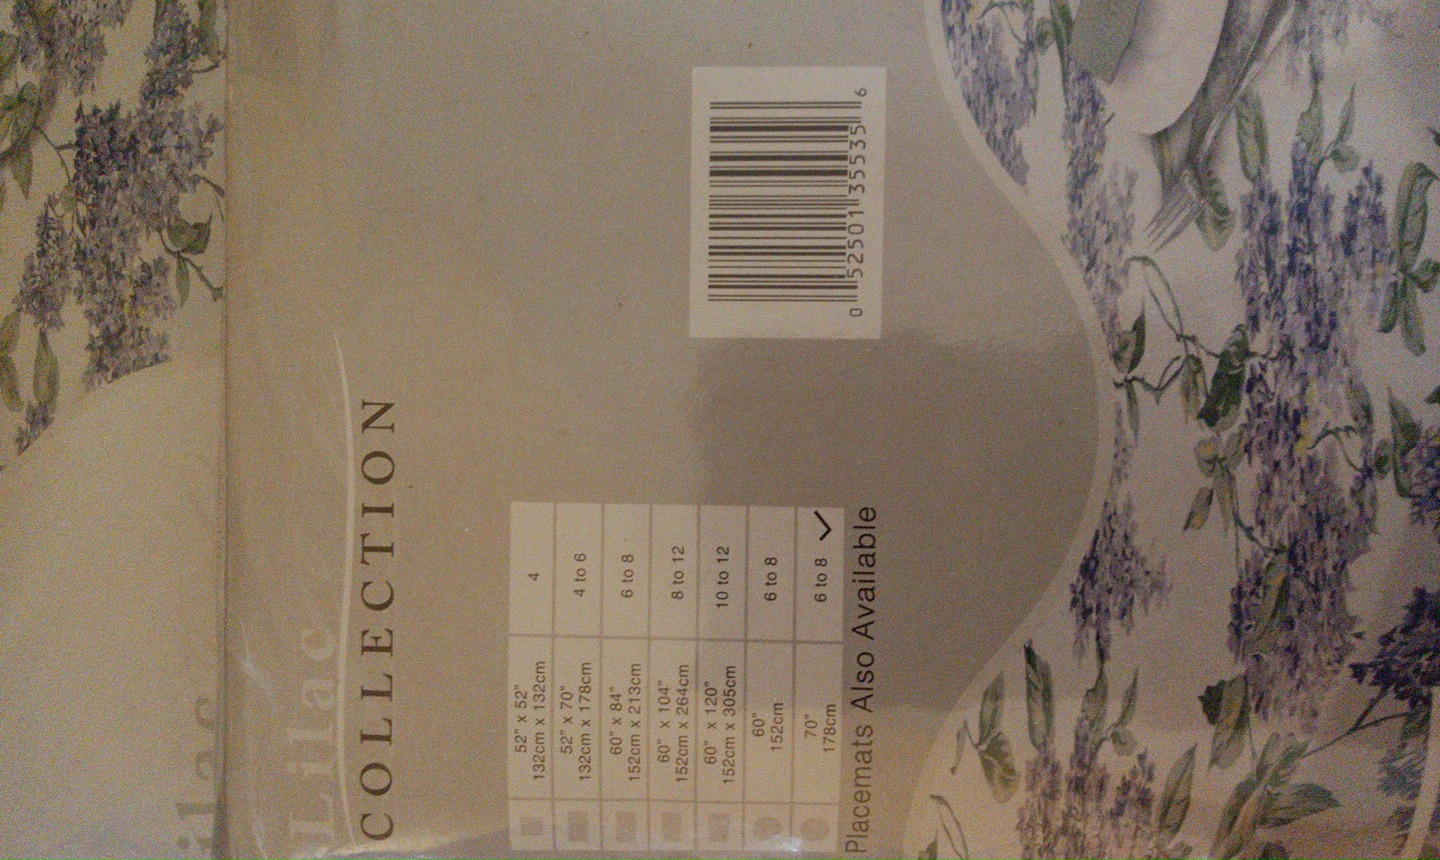 Lilac
COLLECTION
52" x 52"
132cm x 132cm
4
52" x 70"
132cm x 178cm
4 to 6
60" x 84"
152cm x 213cm
6 to 8
60" x 104"
152cm x 264cm
8 to 12
60" x 120"
152cm x 305cm
10 to 12
60"
152cm
6 to 8
70"
178cm
6 to 8 ✓
Placemats Also Available
0 52501 35535 6